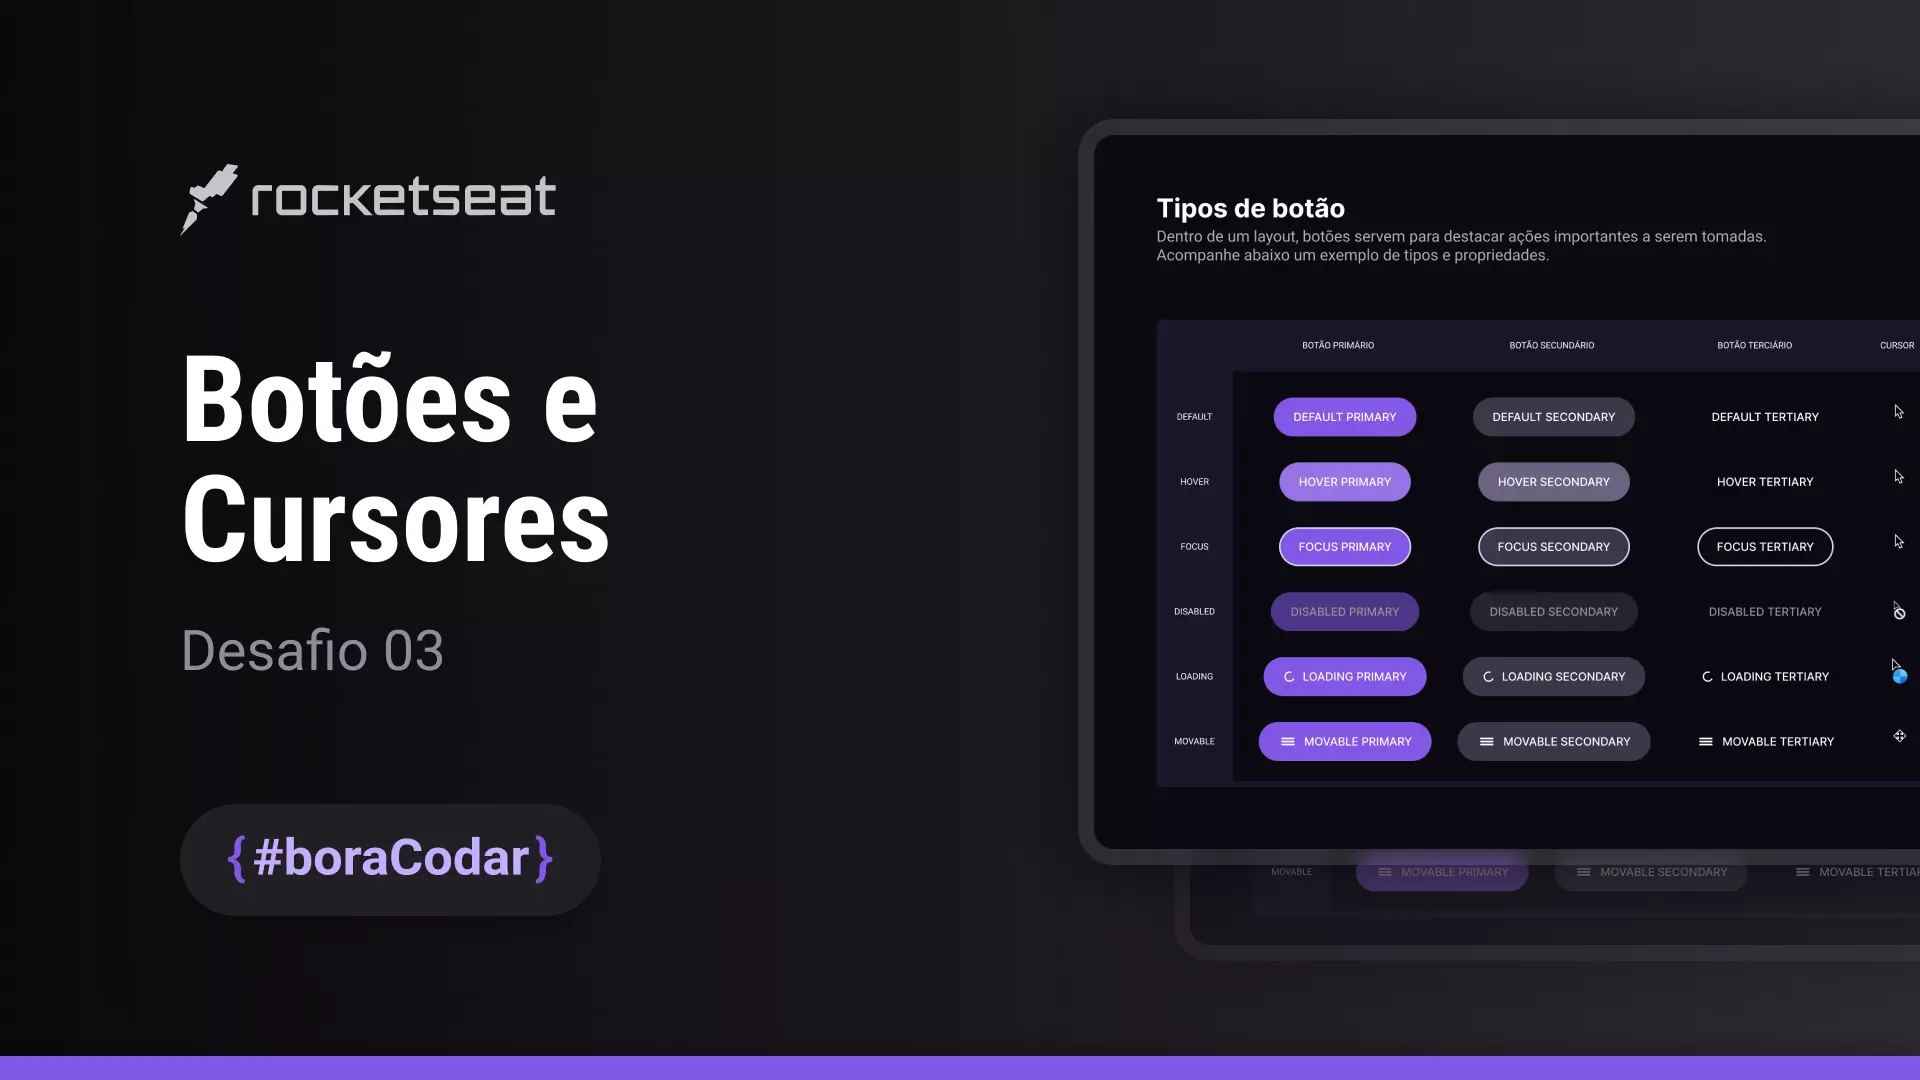 rocketseat
Botões e
Cursores
Desafio 03
{#boraCodar}
Tipos de botão
Dentro de um layout, botões servem para destacar ações importantes a serem tomadas.
Acompanhe abaixo um exemplo de tipos e propriedades.
BOTÃO PRIMÁRIO BOTÃO SECUNDÁRIO BOTÃO TERCIÁRIO CURSOR
DEFAULT DEFAULT PRIMARY DEFAULT SECONDARY DEFAULT TERTIARY
HOVER HOVER PRIMARY HOVER SECONDARY HOVER TERTIARY
FOCUS FOCUS PRIMARY FOCUS SECONDARY FOCUS TERTIARY
DISABLED DISABLED PRIMARY DISABLED SECONDARY DISABLED TERTIARY
LOADING LOADING PRIMARY LOADING SECONDARY LOADING TERTIARY
MOVABLE MOVABLE PRIMARY MOVABLE SECONDARY MOVABLE TERTIARY
MOVABLE MOVABLE PRIMARY MOVABLE SECONDARY MOVABLE TERTIAR